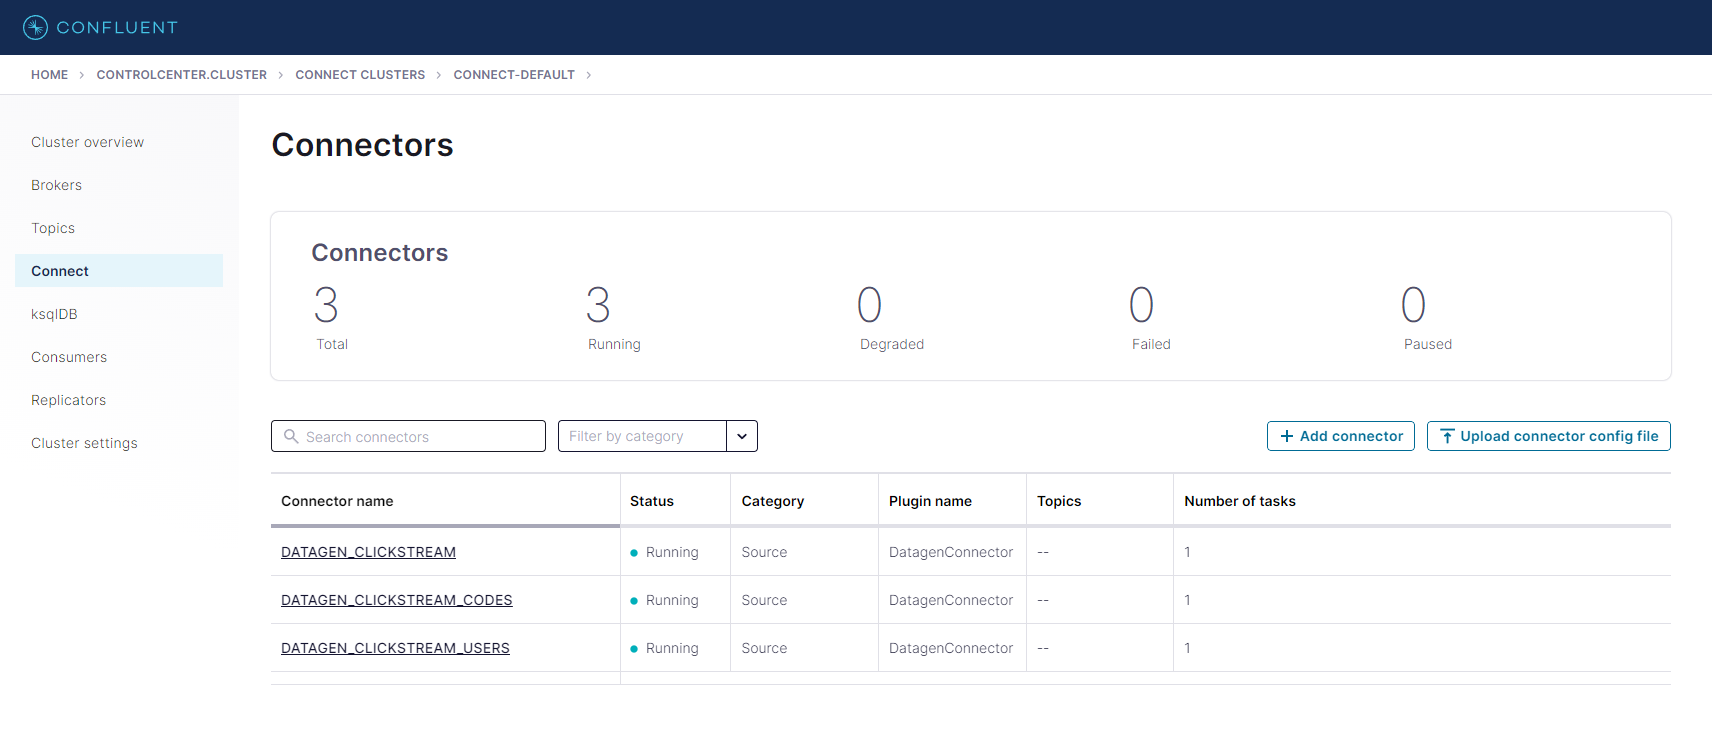 CONFLUENT
HOME > CONTROLCENTER.CLUSTER > CONNECT CLUSTERS > CONNECT-DEFAULT >
Cluster overview
Brokers
Topics
Connect
ksqlDB
Consumers
Replicators
Cluster settings
Connectors
Connectors
3 3 0 0 0
Total Running Degraded Failed Paused
Search connectors Filter by category + Add connector Upload connector config file
Connector name Status Category Plugin name Topics Number of tasks
DATAGEN_CLICKSTREAM Running Source DatagenConnector -- 1
DATAGEN_CLICKSTREAM_CODES Running Source DatagenConnector -- 1
DATAGEN_CLICKSTREAM_USERS Running Source DatagenConnector -- 1